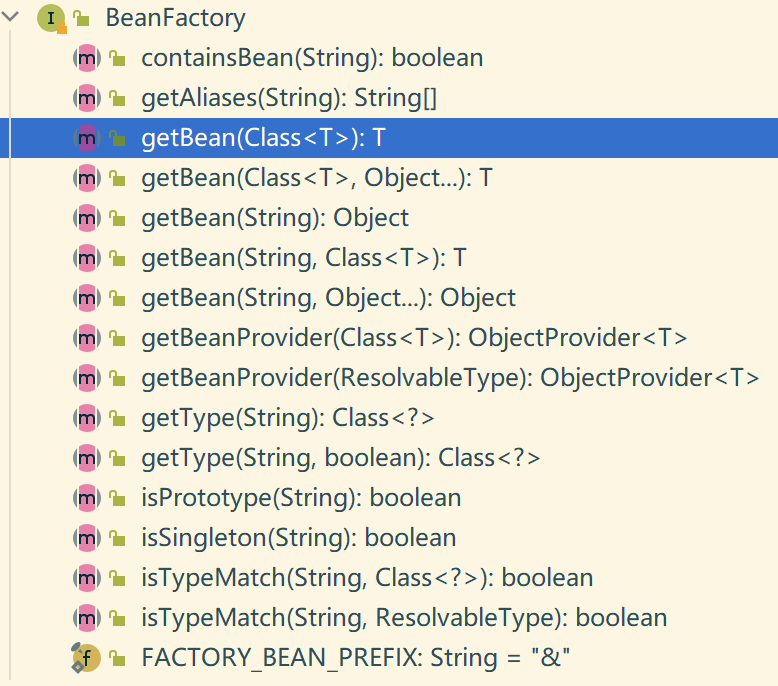 BeanFactory
containsBean(String): boolean
getAliases(String): String[]
getBean(Class<T>): T
getBean(Class<T>, Object...): T
getBean(String): Object
getBean(String, Class<T>): T
getBean(String, Object...): Object
getBeanProvider(Class<T>): ObjectProvider<T>
getBeanProvider(ResolvableType): ObjectProvider<T>
getType(String): Class<?>
getType(String, boolean): Class<?>
isPrototype(String): boolean
isSingleton(String): boolean
isTypeMatch(String, Class<?>): boolean
isTypeMatch(String, ResolvableType): boolean
FACTORY_BEAN_PREFIX: String = "&"